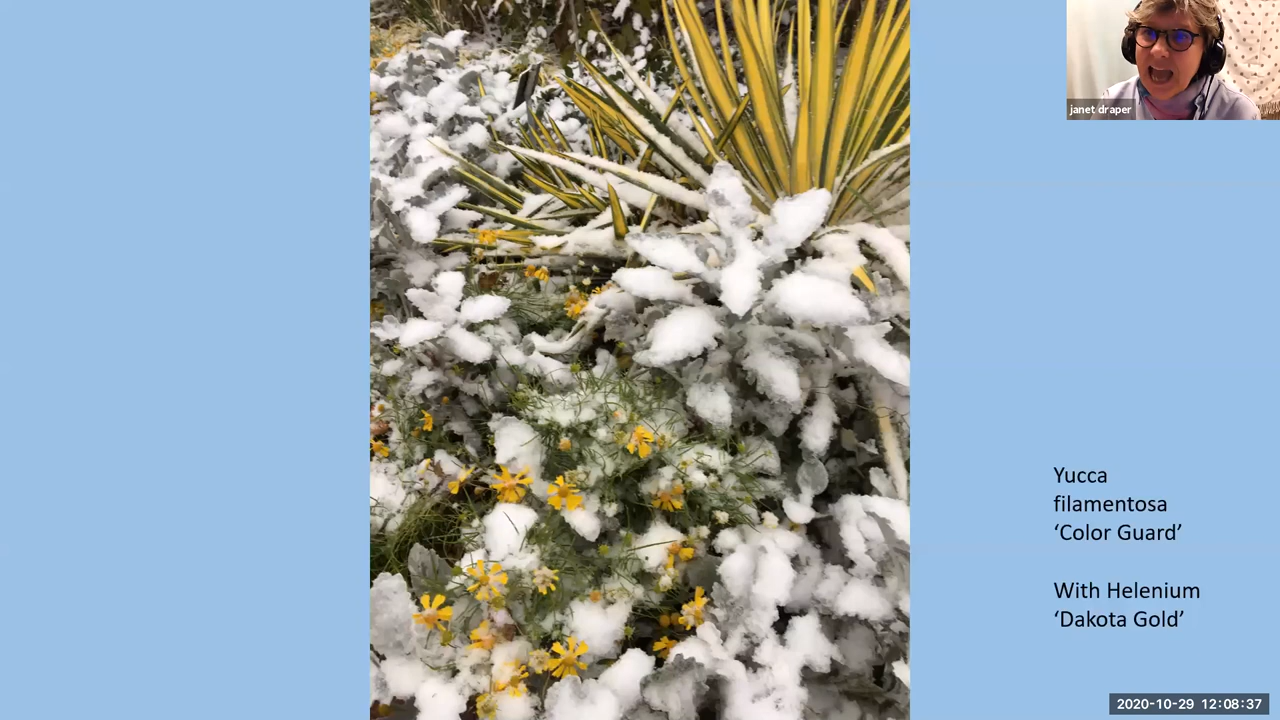 janet draper
Yucca
filamentosa
‘Color Guard’
With Helenium
‘Dakota Gold’
2020-10-29 12:08:37